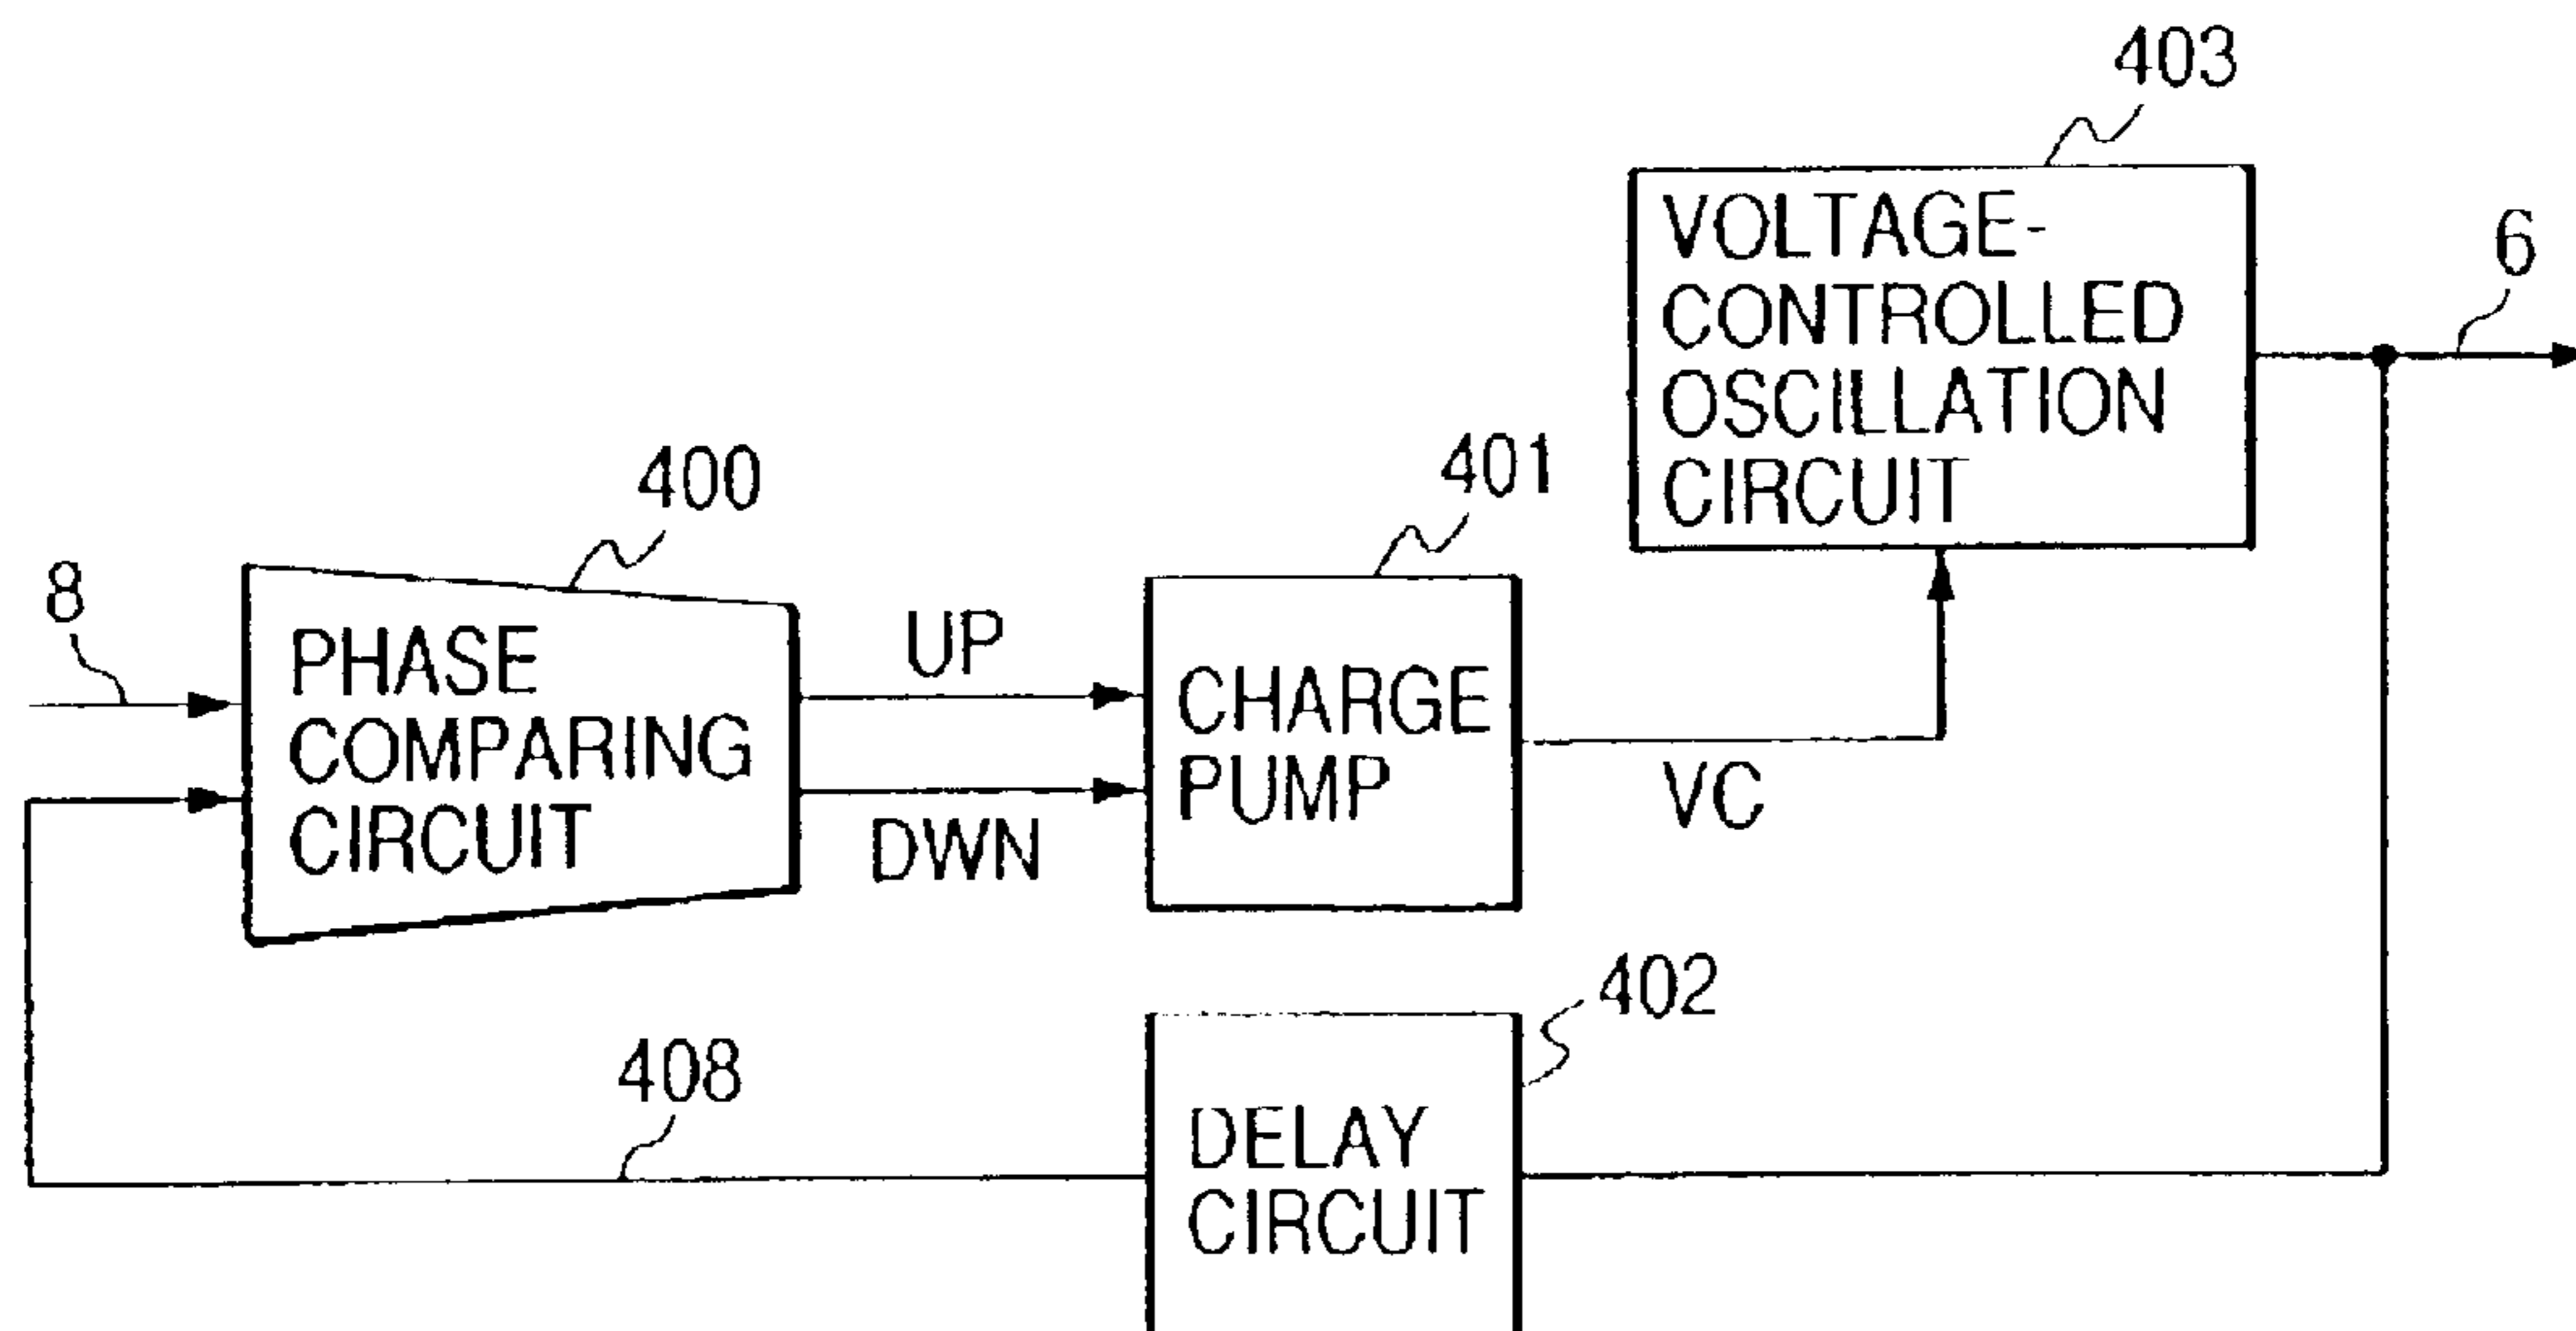 403
VOLTAGE-
CONTROLLED
OSCILLATION
CIRCUIT
6
400
401
8
PHASE
COMPARING
CIRCUIT
UP
DWN
CHARGE
PUMP
VC
402
408
DELAY
CIRCUIT